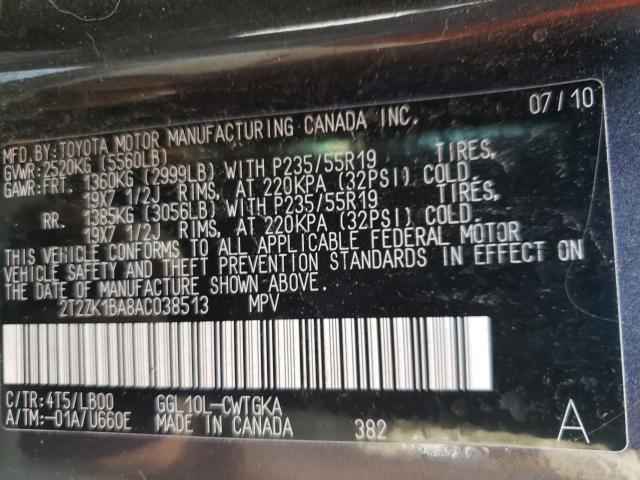 MFD. BY: TOYOTA MOTOR MANUFACTURING CANADA INC. 07/10
GVWR: 2520KG (5560LB)
GAWR: FRT. 1360KG (2999LB) WITH P235/55R19 TIRES,
19X7 1/2J RIMS, AT 220KPA (32PSI) COLD.
RR. 1385KG (3056LB) WITH P235/55R19 TIRES,
19X7 1/2J RIMS, AT 220KPA (32PSI) COLD.
THIS VEHICLE CONFORMS TO ALL APPLICABLE FEDERAL MOTOR
VEHICLE SAFETY AND THEFT PREVENTION STANDARDS IN EFFECT ON
THE DATE OF MANUFACTURE SHOWN ABOVE.
2T2ZK1BA8AC038513 MPV
C/TR: 4T5/LB00 GGL10L-CWTGKA
A/TM:-01A/U660E MADE IN CANADA 382 A